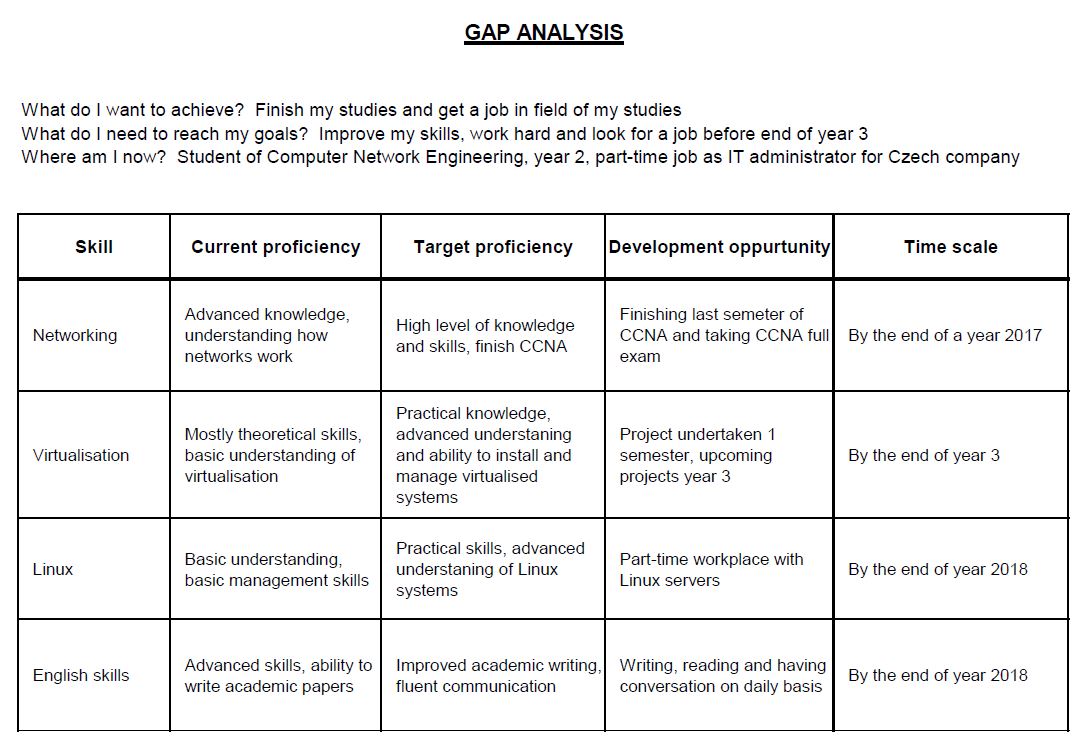 GAP ANALYSIS
What do I want to achieve?  Finish my studies and get a job in field of my studies
What do I need to reach my goals?  Improve my skills, work hard and look for a job before end of year 3
Where am I now?  Student of Computer Network Engineering, year 2, part-time job as IT administrator for Czech company
Skill
Current proficiency
Target proficiency
Development oppurtunity
Time scale
Networking
Advanced knowledge,
understanding how
networks work
High level of knowledge
and skills, finish CCNA
Finishing last semeter of
CCNA and taking CCNA full
exam
By the end of a year 2017
Virtualisation
Mostly theoretical skills,
basic understanding of
virtualisation
Practical knowledge,
advanced understaning
and ability to install and
manage virtualised
systems
Project undertaken 1
semester, upcoming
projects year 3
By the end of year 3
Linux
Basic understanding,
basic management skills
Practical skills, advanced
understaning of Linux
systems
Part-time workplace with
Linux servers
By the end of year 2018
English skills
Advanced skills, ability to
write academic papers
Improved academic writing,
fluent communication
Writing, reading and having
conversation on daily basis
By the end of year 2018